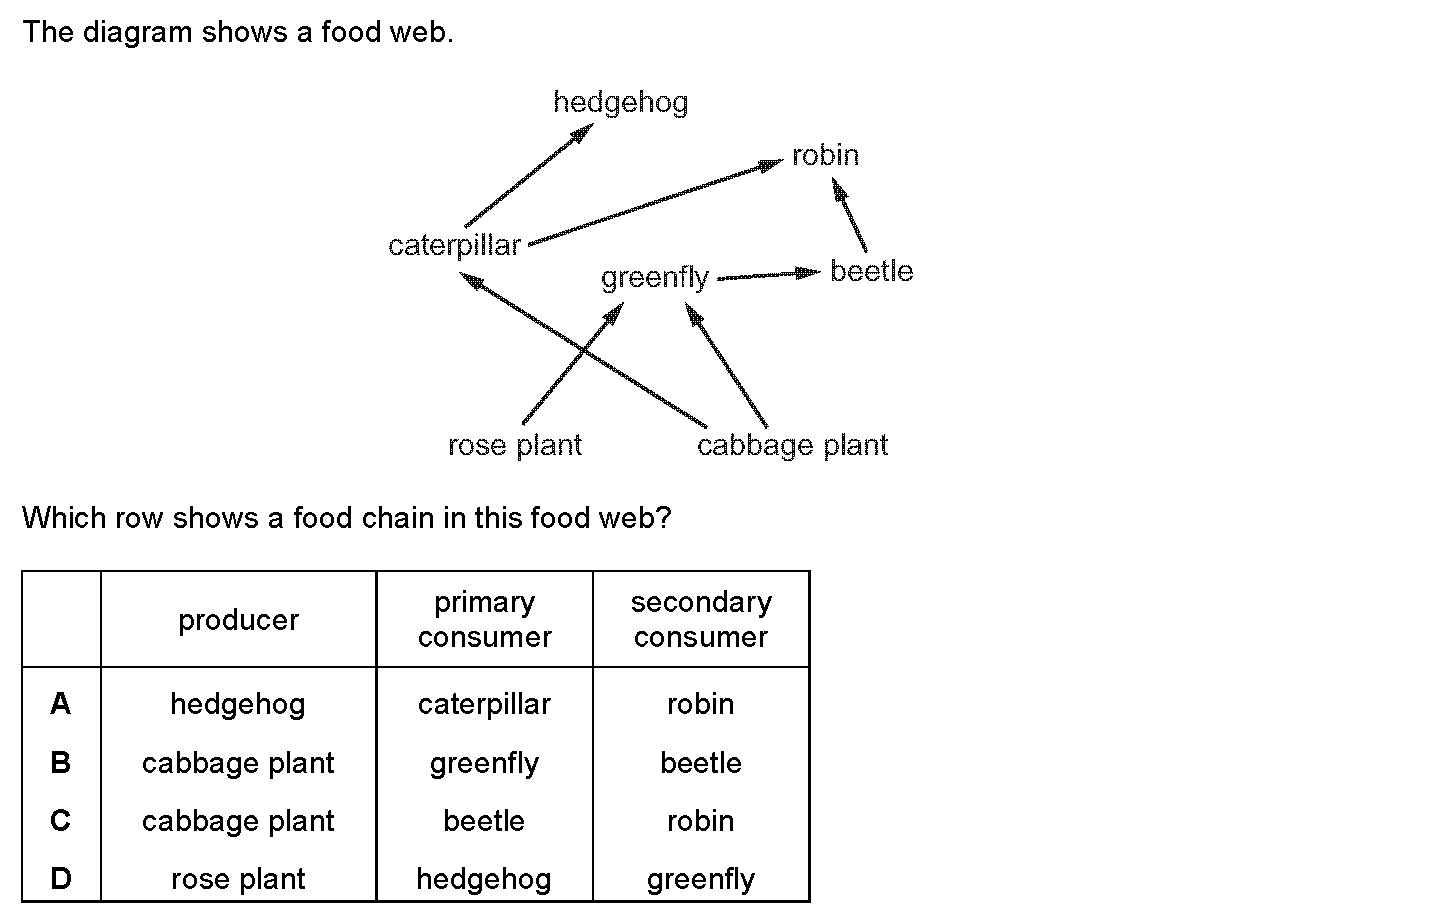 The diagram shows a food web.
hedgehog
robin
caterpillar
greenfly
beetle
rose plant
cabbage plant
Which row shows a food chain in this food web?
producer
primary
consumer
secondary
consumer
A hedgehog caterpillar robin
B cabbage plant greenfly beetle
C cabbage plant beetle robin
D rose plant hedgehog greenfly